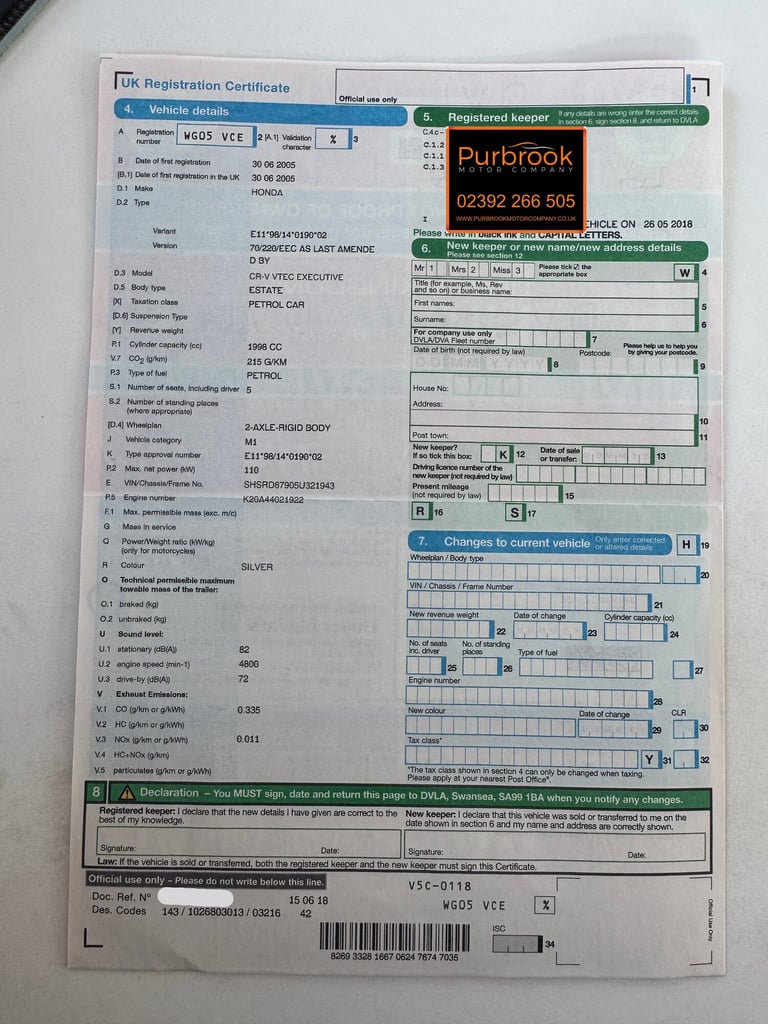 UK Registration Certificate
Official use only
1
4. Vehicle details
A Registration number WG05 VCE 2 [A.1] Validation character % 3
B Date of first registration 30 06 2005
[B.1] Date of first registration in the UK 30 06 2005
D.1 Make HONDA
D.2 Type
Variant E11*98/14*0190*02
Version 70/220/EEC AS LAST AMENDE
D BY
D.3 Model CR-V VTEC EXECUTIVE
D.5 Body type ESTATE
[X] Taxation class PETROL CAR
[D.6] Suspension Type
[Y] Revenue weight
P.1 Cylinder capacity (cc) 1998 CC
V.7 CO2 (g/km) 215 G/KM
P.3 Type of fuel PETROL
S.1 Number of seats, including driver 5
S.2 Number of standing places
(where appropriate)
[D.4] Wheelplan 2-AXLE-RIGID BODY
J Vehicle category M1
K Type approval number E11*98/14*0190*02
P.2 Max. net power (kW) 110
E VIN/Chassis/Frame No. SHSRD87905U321943
P.5 Engine number K20A44021922
F.1 Max. permissible mass (exc. m/c)
G Mass in service
Q Power/Weight ratio (kW/kg)
(only for motorcycles)
R Colour SILVER
O Technical permissible maximum
towable mass of the trailer:
O.1 braked (kg)
O.2 unbraked (kg)
U Sound level:
U.1 stationary (dB(A)) 82
U.2 engine speed (min-1) 4800
U.3 drive-by (dB(A)) 72
V Exhaust Emissions:
V.1 CO (g/km or g/kWh) 0.335
V.2 HC (g/km or g/kWh)
V.3 NOx (g/km or g/kWh) 0.011
V.4 HC+NOx (g/km)
V.5 particulates (g/km or g/kWh)
5. Registered keeper
If any details are wrong enter the correct details
in section 6, sign section 8, and return to DVLA
C.4.c
C.1.2
C.1.1
C.1.3
Purbrook
MOTOR COMPANY
02392 266 505
WWW.PURBROOKMOTORCOMPANY.CO.UK
I EHICLE ON 26 05 2018
Please write in black ink and CAPITAL LETTERS.
6. New keeper or new name/new address details
Please see section 12
Mr 1 Mrs 2 Miss 3 Please tick ☑ the
appropriate box W 4
Title (for example, Ms, Rev
and so on) or business name:
First names: 5
Surname: 6
For company use only
DVLA/DVA Fleet number 7
Please help us to help you
by giving your postcode.
Date of birth (not required by law) 8 Postcode: 9
House No:
Address:
10
Post town: 11
New keeper?
If so tick this box: K 12 Date of sale
or transfer: 13
Driving licence number of the
new keeper (not required by law) 14
Present mileage
(not required by law) 15
R 16 S 17
7. Changes to current vehicle Only enter corrected
or altered details H 19
Wheelplan / Body type 20
VIN / Chassis / Frame Number 21
New revenue weight 22 Date of change 23 Cylinder capacity (cc) 24
No. of seats
inc. driver 25 No. of standing
places 26 Type of fuel 27
Engine number 28
New colour Date of change 29 CLR 30
Tax class* Y 31 32
*The tax class shown in section 4 can only be changed when taxing.
Please apply at your nearest Post Office®.
8 Declaration – You MUST sign, date and return this page to DVLA, Swansea, SA99 1BA when you notify any changes.
Registered keeper: I declare that the new details I have given are correct to the
best of my knowledge.
New keeper: I declare this vehicle was sold or transferred to me on the
date shown in section 6 and my name and address are correctly shown.
Signature: Date: Signature: Date:
Law: If the vehicle is sold or transferred, both the registered keeper and the new keeper must sign this Certificate.
Official use only – Please do not write below this line.
Doc. Ref. Nº 15 06 18
Des. Codes 143 / 1026803013 / 03216 42
V5C-0118
WG05 VCE %
ISC 34
8269 3328 1667 0624 7674 7035
Official Use Only